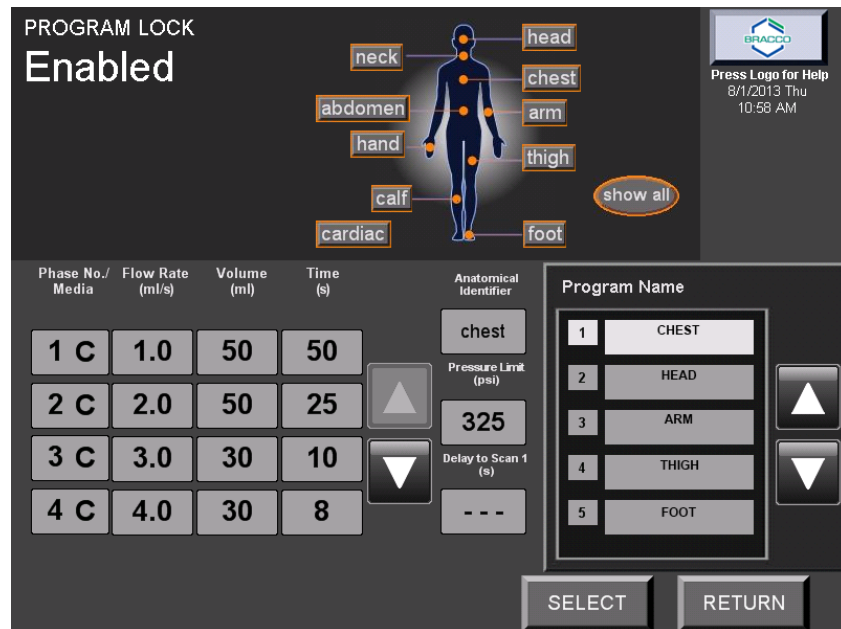 PROGRAM LOCK
Enabled
head
neck
chest
abdomen
arm
hand
thigh
calf
show all
cardiac
foot
BRACCO
Press Logo for Help
8/1/2013 Thu
10:58 AM
Phase No./ Media
Flow Rate (ml/s)
Volume (ml)
Time (s)
1 C 1.0 50 50
2 C 2.0 50 25
3 C 3.0 30 10
4 C 4.0 30 8
Anatomical Identifier
chest
Pressure Limit (psi)
325
Delay to Scan 1 (s)
- - -
Program Name
1 CHEST
2 HEAD
3 ARM
4 THIGH
5 FOOT
SELECT
RETURN